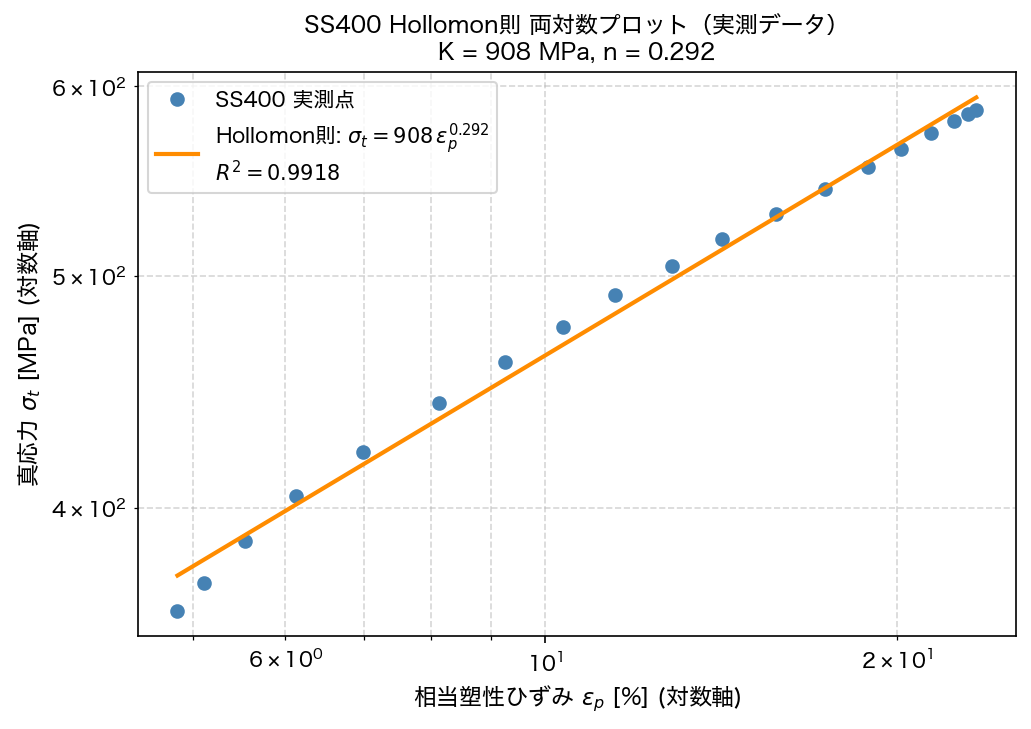 SS400 Hollomon則 両対数プロット（実測データ）
K = 908 MPa, n = 0.292
SS400 実測点
Hollomon則: σₜ = 908 εₚ^0.292
R² = 0.9918
6 × 10²
5 × 10²
4 × 10²
真応力 σₜ [MPa] (対数軸)
6 × 10⁰
10¹
2 × 10¹
相当塑性ひずみ εₚ [%] (対数軸)